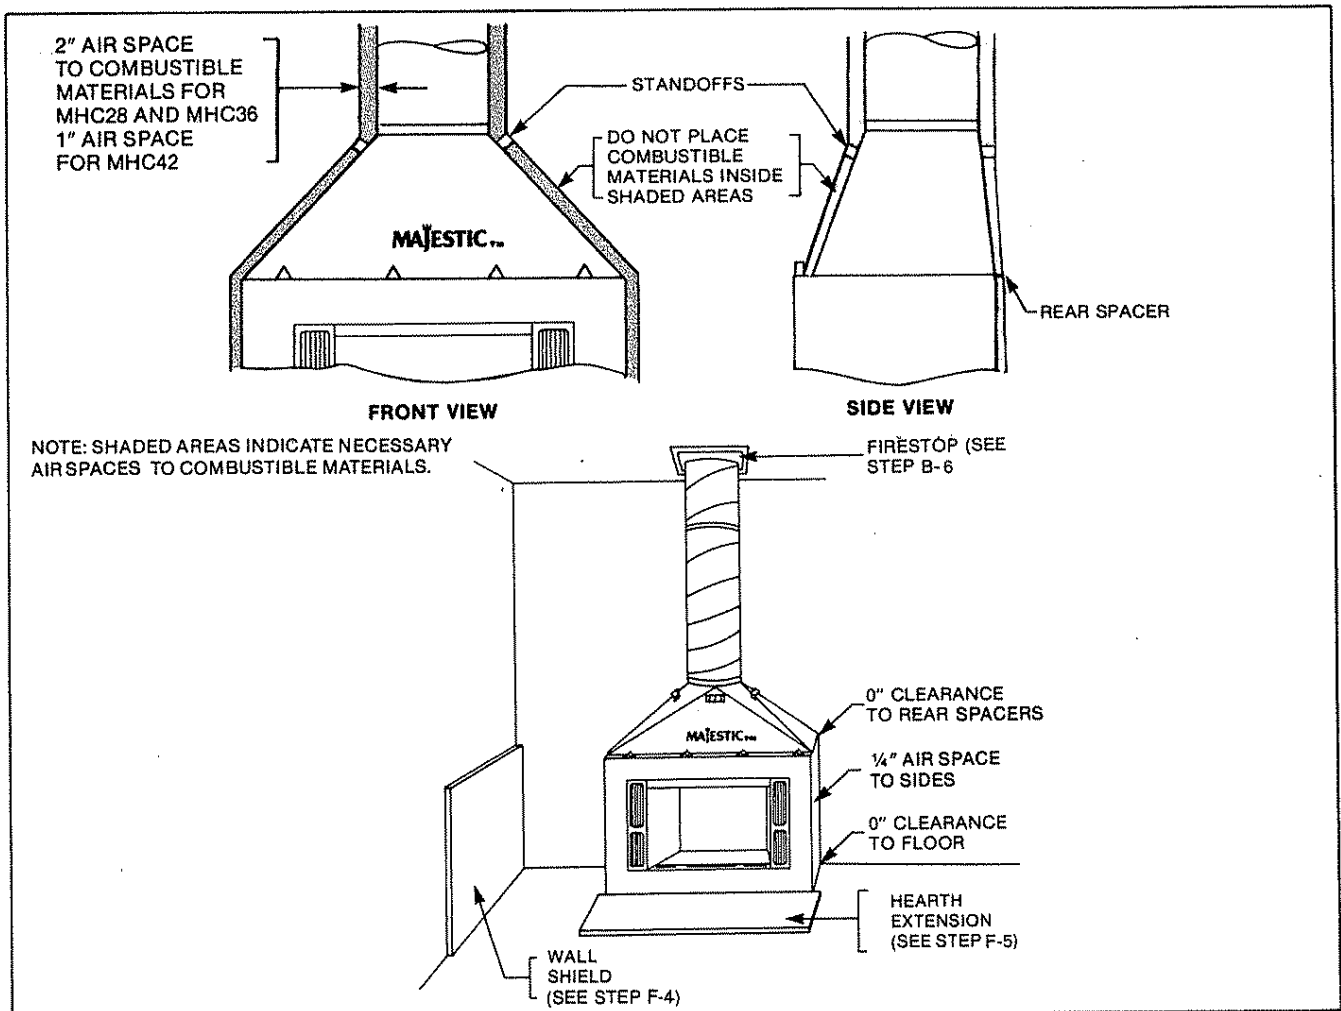 2" AIR SPACE
TO COMBUSTIBLE
MATERIALS FOR
MHC28 AND MHC36
1" AIR SPACE
FOR MHC42
STANDOFFS
DO NOT PLACE
COMBUSTIBLE
MATERIALS INSIDE
SHADED AREAS
MAJESTIC TM
REAR SPACER
FRONT VIEW
SIDE VIEW
NOTE: SHADED AREAS INDICATE NECESSARY
AIR SPACES TO COMBUSTIBLE MATERIALS.
FIRESTOP (SEE
STEP B-6
0" CLEARANCE
TO REAR SPACERS
MAJESTIC TM
¼" AIR SPACE
TO SIDES
0" CLEARANCE
TO FLOOR
HEARTH
EXTENSION
(SEE STEP F-5)
WALL
SHIELD
(SEE STEP F-4)